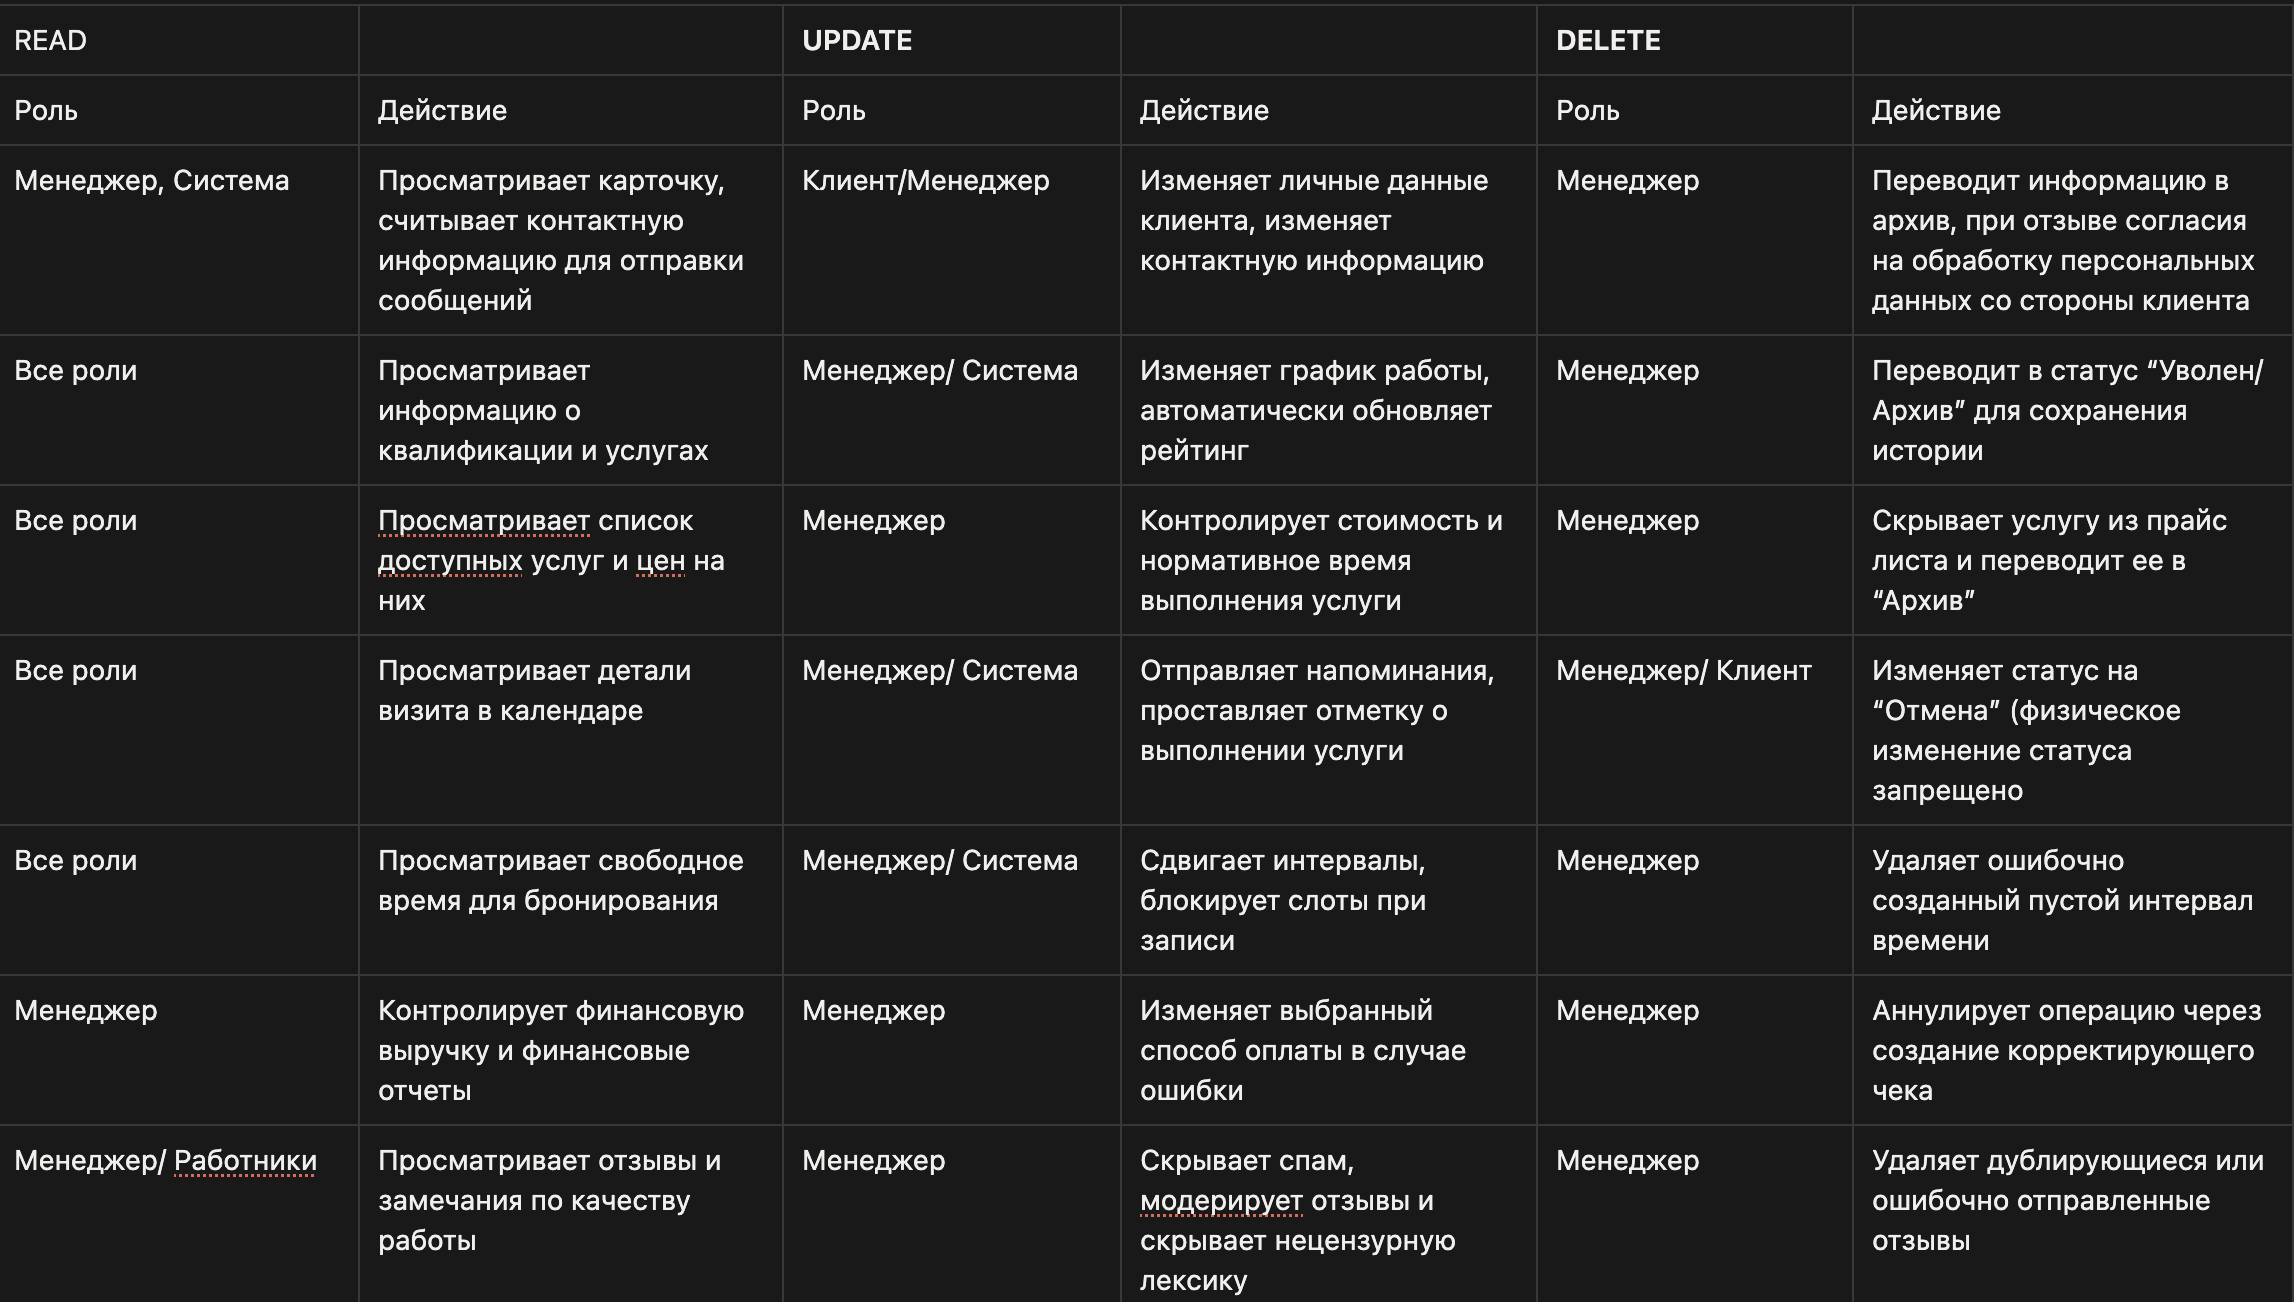 READ
UPDATE
DELETE
Роль
Действие
Роль
Действие
Роль
Действие
Менеджер, Система
Просматривает карточку,
считывает контактную
информацию для отправки
сообщений
Клиент/Менеджер
Изменяет личные данные
клиента, изменяет
контактную информацию
Менеджер
Переводит информацию в
архив, при отзыве согласия
на обработку персональных
данных со стороны клиента
Все роли
Просматривает
информацию о
квалификации и услугах
Менеджер/ Система
Изменяет график работы,
автоматически обновляет
рейтинг
Менеджер
Переводит в статус “Уволен/
Архив” для сохранения
истории
Все роли
Просматривает список
доступных услуг и цен на
них
Менеджер
Контролирует стоимость и
нормативное время
выполнения услуги
Менеджер
Скрывает услугу из прайс
листа и переводит ее в
“Архив”
Все роли
Просматривает детали
визита в календаре
Менеджер/ Система
Отправляет напоминания,
проставляет отметку о
выполнении услуги
Менеджер/ Клиент
Изменяет статус на
“Отмена” (физическое
изменение статуса
запрещено
Все роли
Просматривает свободное
время для бронирования
Менеджер/ Система
Сдвигает интервалы,
блокирует слоты при
записи
Менеджер
Удаляет ошибочно
созданный пустой интервал
времени
Менеджер
Контролирует финансовую
выручку и финансовые
отчеты
Менеджер
Изменяет выбранный
способ оплаты в случае
ошибки
Менеджер
Аннулирует операцию через
создание корректирующего
чека
Менеджер/ Работники
Просматривает отзывы и
замечания по качеству
работы
Менеджер
Скрывает спам,
модерирует отзывы и
скрывает нецензурную
лексику
Менеджер
Удаляет дублирующиеся или
ошибочно отправленные
отзывы